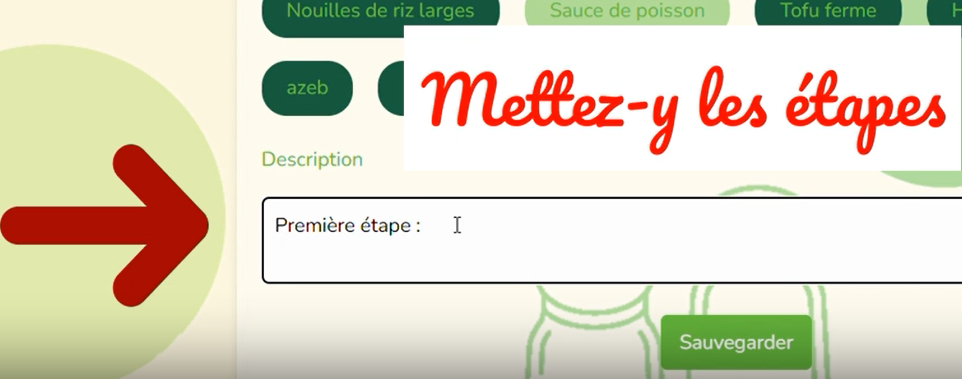 Nouilles de riz larges Sauce de poisson Tofu ferme H
Mettez-y les étapes
azeb
Description
Première étape :
Sauvegarder